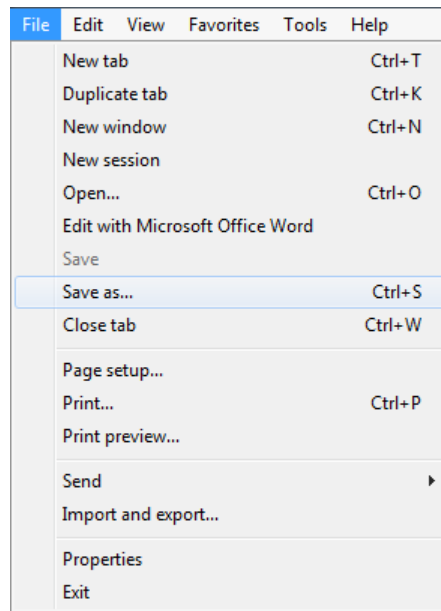 File Edit View Favorites Tools Help
New tab Ctrl+T
Duplicate tab Ctrl+K
New window Ctrl+N
New session
Open... Ctrl+O
Edit with Microsoft Office Word
Save
Save as... Ctrl+S
Close tab Ctrl+W
Page setup...
Print... Ctrl+P
Print preview...
Send
Import and export...
Properties
Exit